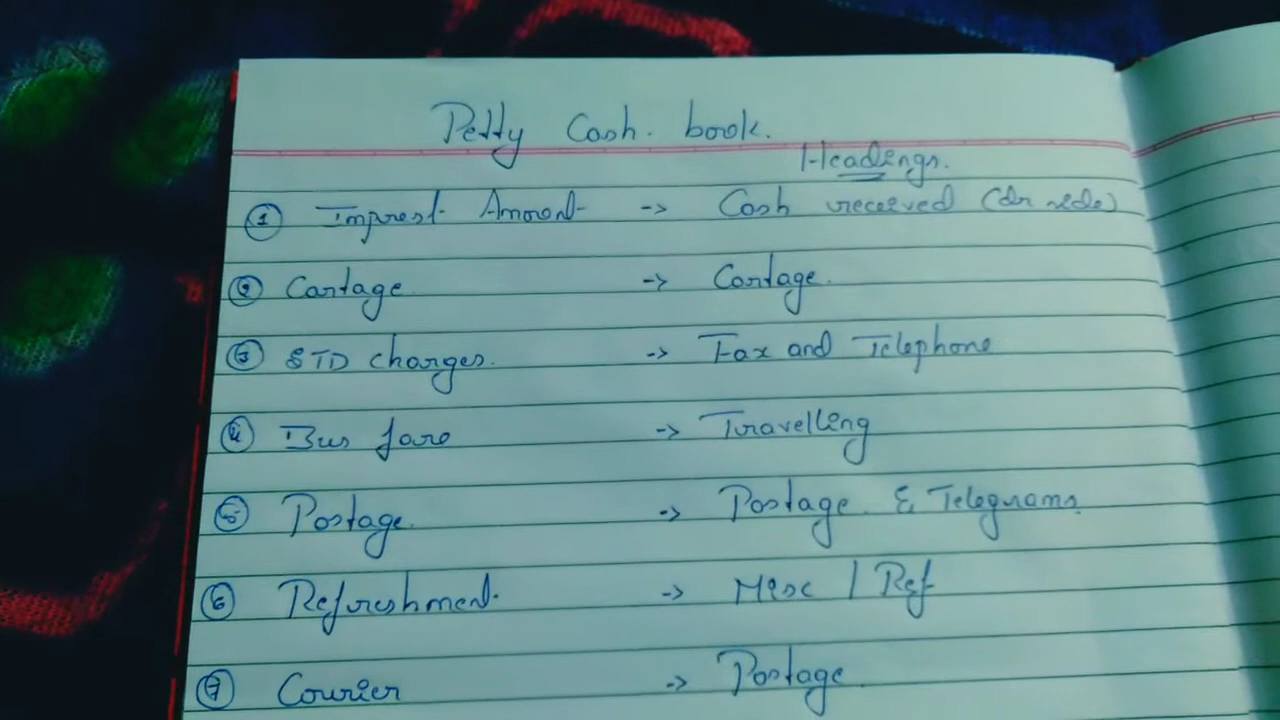 Petty Cash. book.
Headings.
① Imprest Amount -> Cash received (dr side)
② Cartage -> Cartage.
③ STD charges. -> Fax and Telephone
④ Bus fare -> Travelling
⑤ Postage. -> Postage & Telegrams.
⑥ Refreshment. -> Misc / Ref
⑦ Courier -> Postage